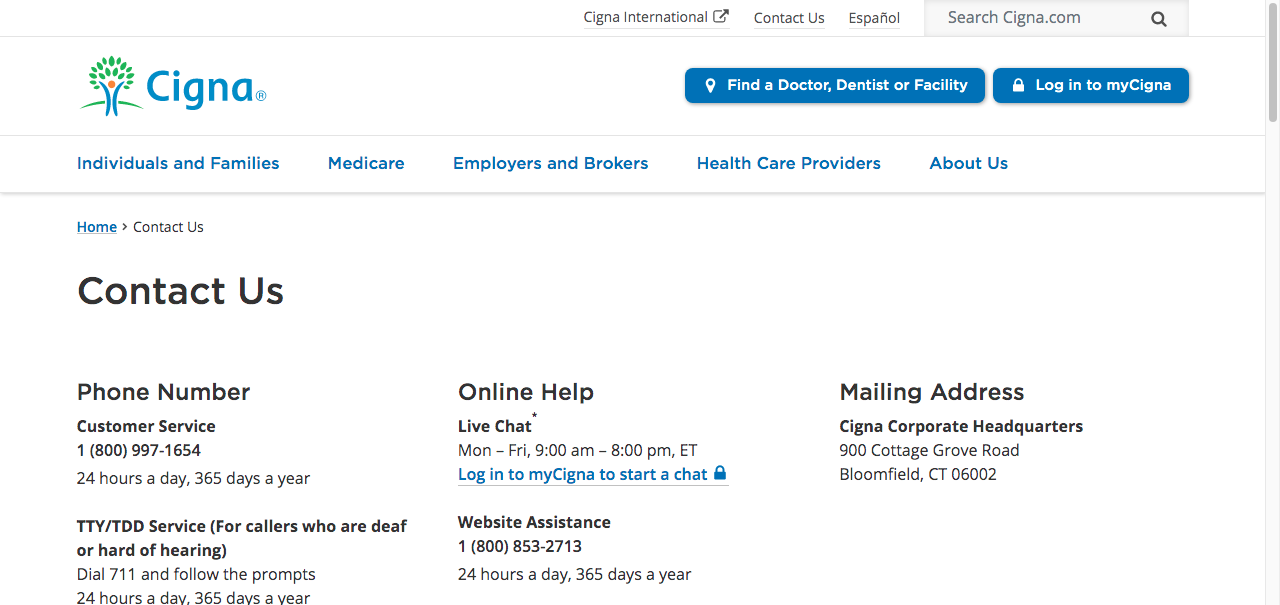 Cigna International
Contact Us
Español
Search Cigna.com
Cigna®
Find a Doctor, Dentist or Facility
Log in to myCigna
Individuals and Families
Medicare
Employers and Brokers
Health Care Providers
About Us
Home > Contact Us
Contact Us
Phone Number
Customer Service
1 (800) 997-1654
24 hours a day, 365 days a year
TTY/TDD Service (For callers who are deaf
or hard of hearing)
Dial 711 and follow the prompts
24 hours a day, 365 days a year
Online Help
Live Chat*
Mon – Fri, 9:00 am – 8:00 pm, ET
Log in to myCigna to start a chat
Website Assistance
1 (800) 853-2713
24 hours a day, 365 days a year
Mailing Address
Cigna Corporate Headquarters
900 Cottage Grove Road
Bloomfield, CT 06002